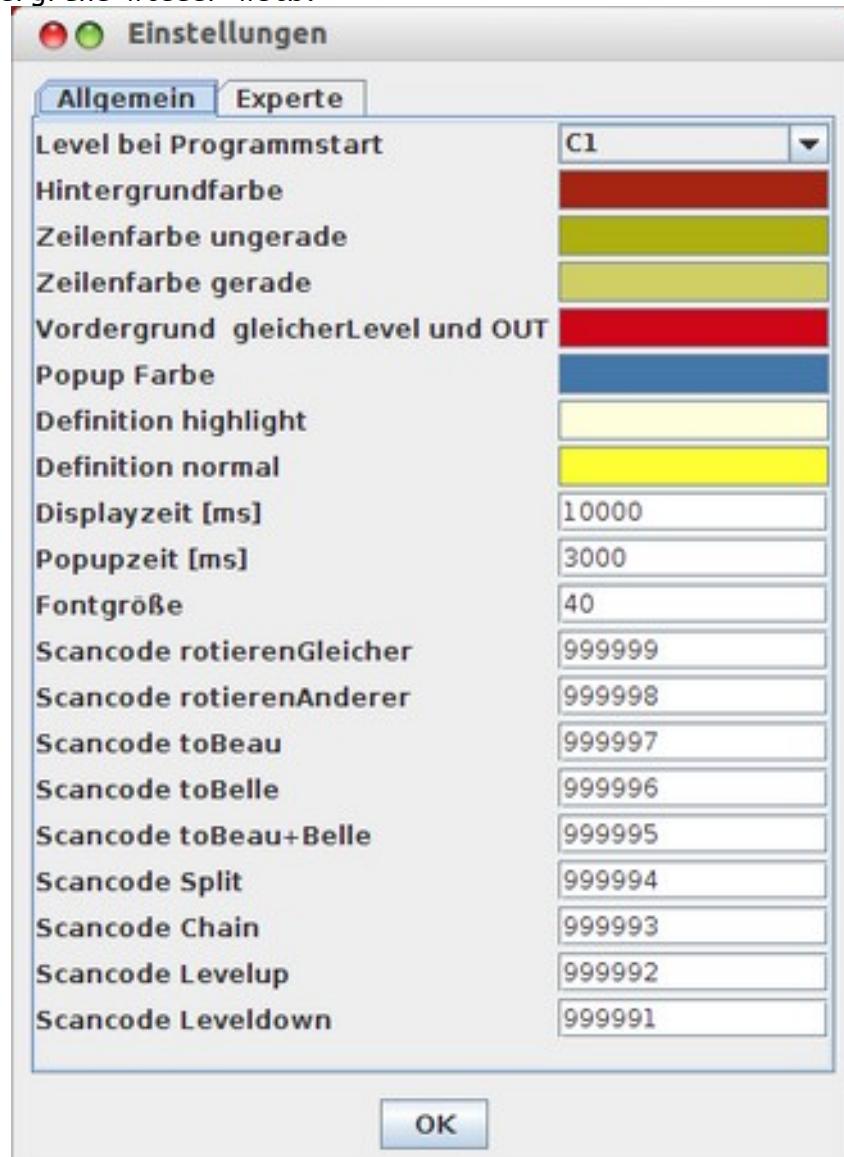 Einstellungen
Allgemein Experte
Level bei Programmstart C1
Hintergrundfarbe
Zeilenfarbe ungerade
Zeilenfarbe gerade
Vordergrund gleicherLevel und OUT
Popup Farbe
Definition highlight
Definition normal
Displayzeit [ms] 10000
Popupzeit [ms] 3000
Fontgröße 40
Scancode rotierenGleicher 999999
Scancode rotierenAnderer 999998
Scancode toBeau 999997
Scancode toBelle 999996
Scancode toBeau+Belle 999995
Scancode Split 999994
Scancode Chain 999993
Scancode Levelup 999992
Scancode Leveldown 999991
OK